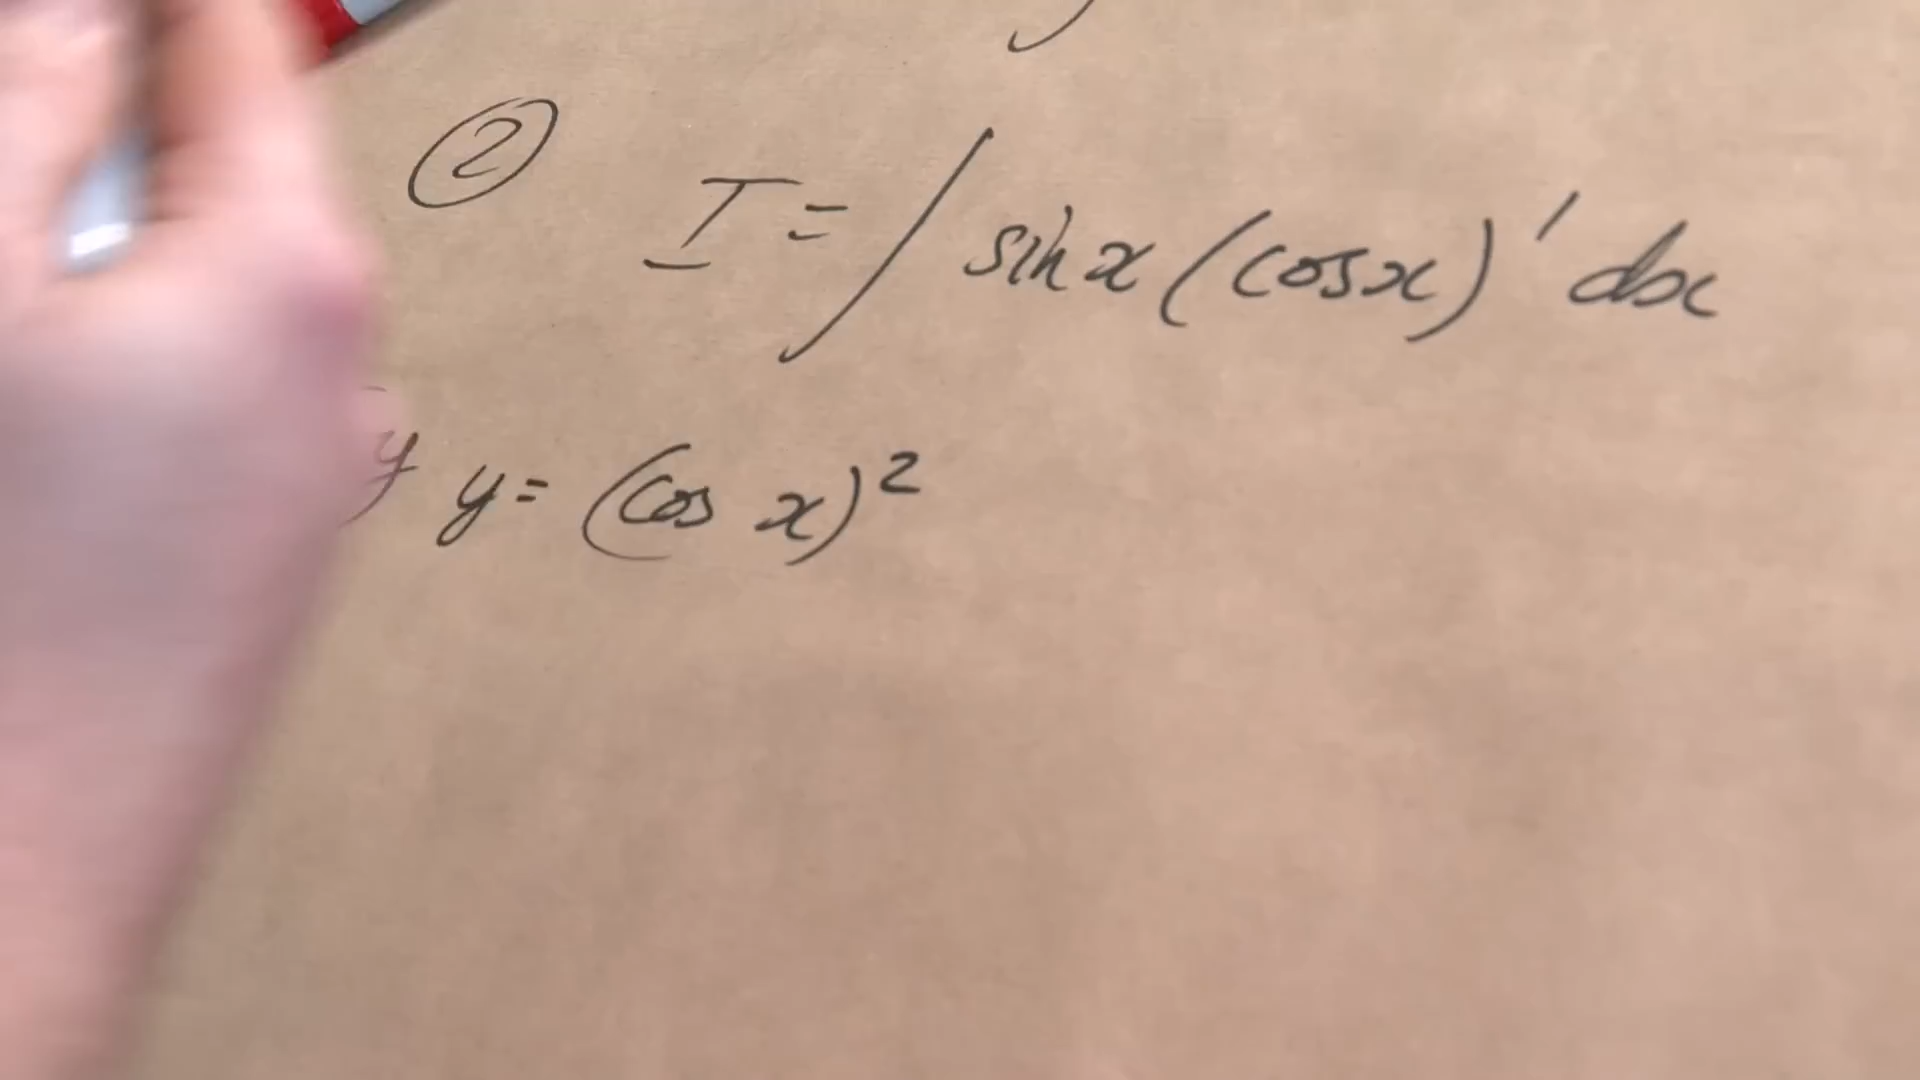 ② I = ∫ sin x (cos x)' dx
y y = (cos x)²